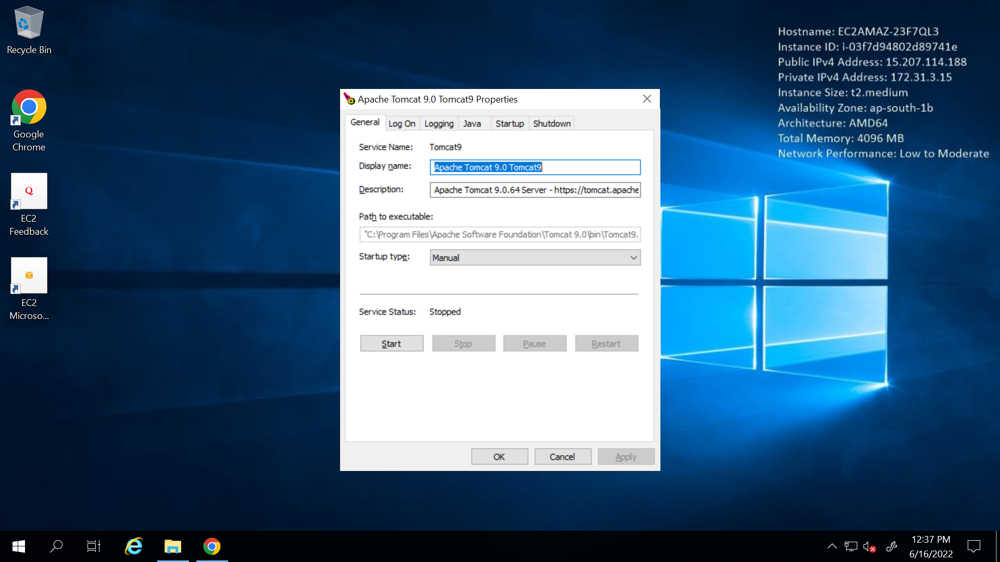 Recycle Bin
Google
Chrome
Q
EC2
Feedback
EC2
Microso...
Hostname: EC2AMAZ-23F7QL3
Instance ID: i-03f7d94802d89741e
Public IPv4 Address: 15.207.114.188
Private IPv4 Address: 172.31.3.15
Instance Size: t2.medium
Availability Zone: ap-south-1b
Architecture: AMD64
Total Memory: 4096 MB
Network Performance: Low to Moderate
Apache Tomcat 9.0 Tomcat9 Properties
General Log On Logging Java Startup Shutdown
Service Name: Tomcat9
Display name: Apache Tomcat 9.0 Tomcat9
Description: Apache Tomcat 9.0.64 Server - https://tomcat.apache
Path to executable:
"C:\Program Files\Apache Software Foundation\Tomcat 9.0\bin\Tomcat9.
Startup type: Manual
Service Status: Stopped
Start Stop Pause Restart
OK Cancel Apply
12:37 PM
6/16/2022